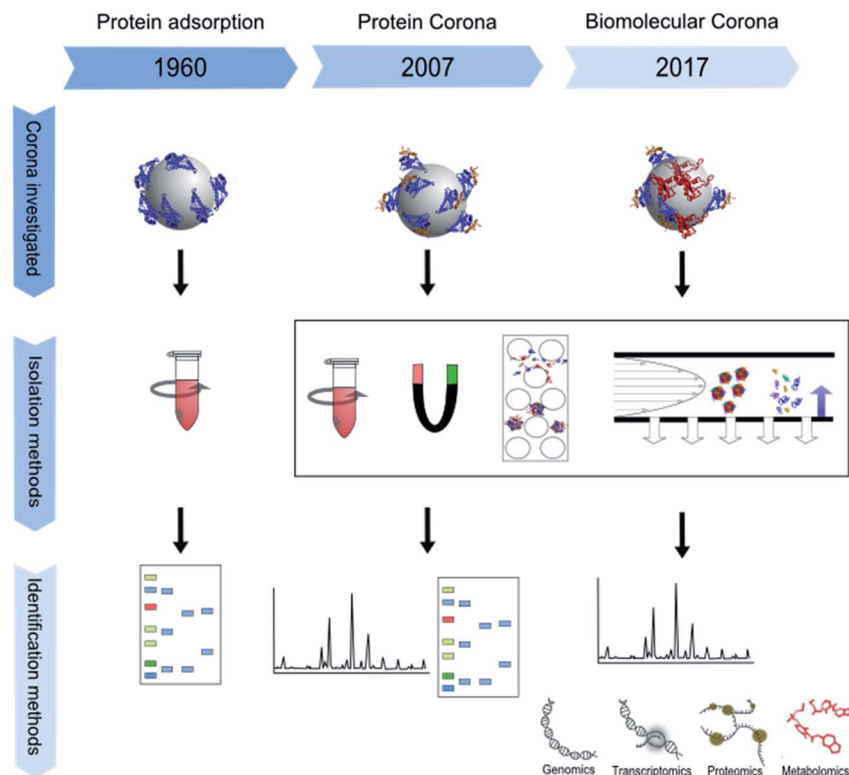 Protein adsorption
Protein Corona
Biomolecular Corona
1960
2007
2017
Corona investigated
Isolation methods
Identification methods
Genomics
Transcriptomics
Proteomics
Metabolomics